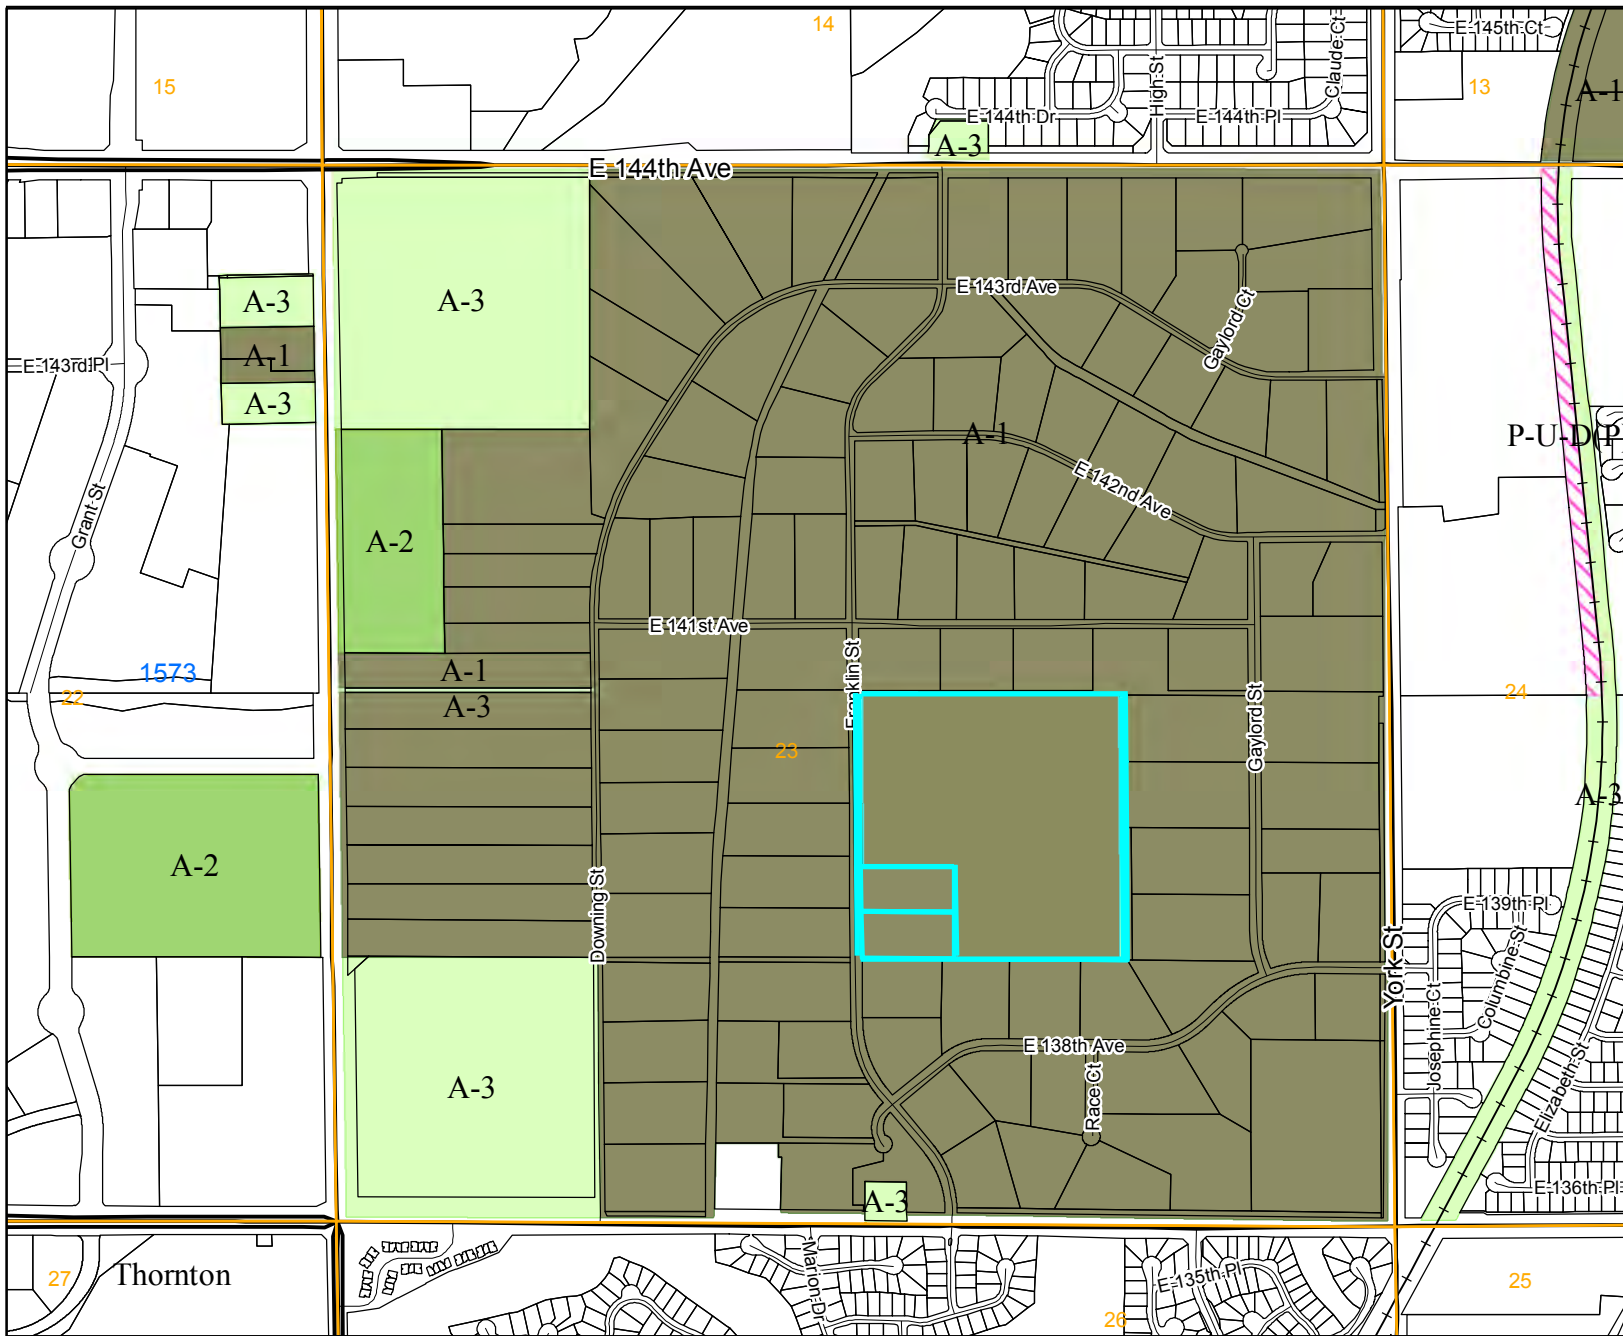 14
E 145th Ct
Claude Ct
High St
15
13
A-1
E 144th Dr
E 144th Pl
A-3
E 144th Ave
E 143rd Ave
A-3
A-3
Gaylord Ct
A-1
E 143rd Pl
A-3
A-1
P-U-D(P
E 142nd Ave
Grant St
A-2
E 141st Ave
1573
A-1
Franklin St
22
A-3
24
Gaylord St
23
A-3
A-2
Downing St
E 139th Pl
York St
Columbine St
Josephine Ct
E 138th Ave
A-3
Race Ct
Elizabeth St
A-3
E 136th Pl
Marion Dr
27
Thornton
E 135th Pl
25
26